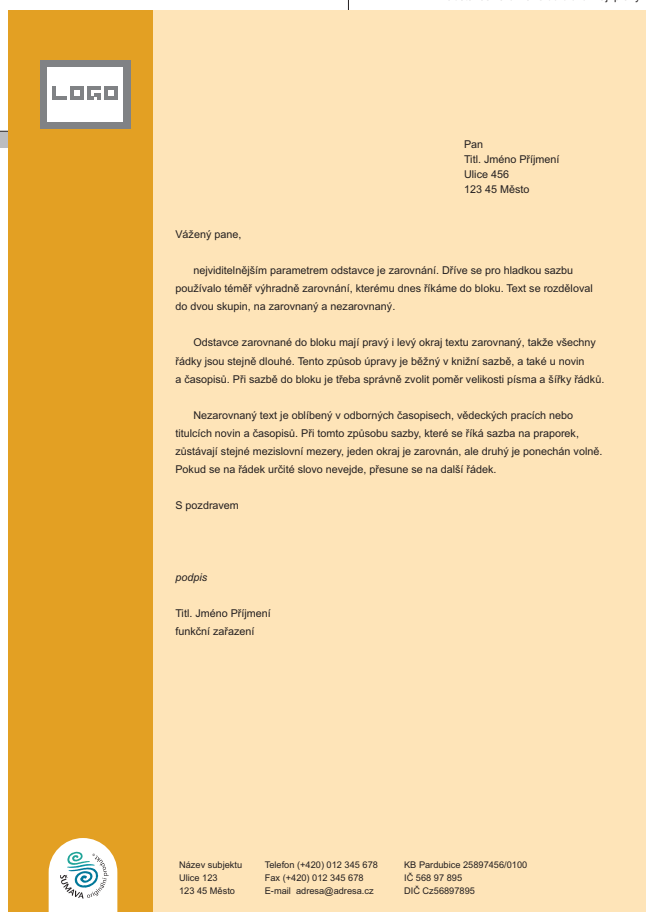 LOGO
Pan
Titl. Jméno Příjmení
Ulice 456
123 45 Město
Vážený pane,
nejviditelnějším parametrem odstavce je zarovnání. Dříve se pro hladkou sazbu
používalo téměř výhradně zarovnání, kterému dnes říkáme do bloku. Text se rozděloval
do dvou skupin, na zarovnaný a nezarovnaný.
Odstavce zarovnané do bloku mají pravý i levý okraj textu zarovnaný, takže všechny
řádky jsou stejně dlouhé. Tento způsob úpravy je běžný v knižní sazbě, a také u novin
a časopisů. Při sazbě do bloku je třeba správně zvolit poměr velikosti písma a šířky řádků.
Nezarovnaný text je oblíbený v odborných časopisech, vědeckých pracích nebo
titulcích novin a časopisů. Při tomto způsobu sazby, které se říká sazba na praporek,
zůstávají stejné mezislovní mezery, jeden okraj je zarovnán, ale druhý je ponechán volně.
Pokud se na řádek určité slovo nevejde, přesune se na další řádek.
S pozdravem
podpis
Titl. Jméno Příjmení
funkční zařazení
ŠUMAVA originální produkt®
Název subjektu Telefon (+420) 012 345 678 KB Pardubice 25897456/0100
Ulice 123 Fax (+420) 012 345 678 IČ 568 97 895
123 45 Město E-mail adresa@adresa.cz DIČ Cz56897895